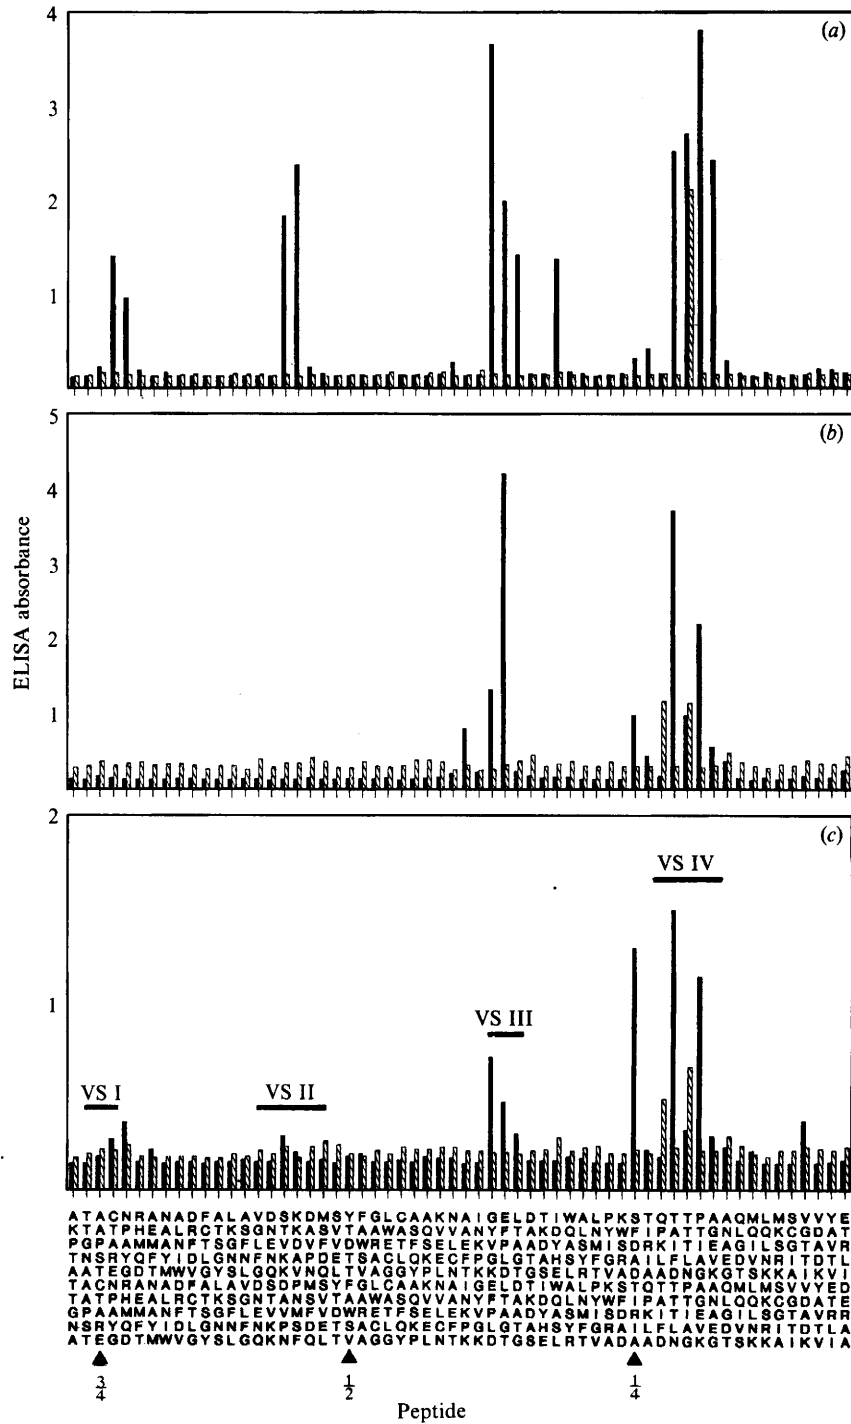 4
(a)
3
2
1
5
(b)
4
3
2
1
ELISA absorbance
2
(c)
VS IV
1
VS III
VS I
VS II
ATACNRANADFALAVDSKDMSYFGLCAAKNAIGELDTIWALPKSTQTTPAAQMLMSVVYE
KTATPHEALRCTKSGNTKASVTAAWASQVVANYPTAKDQLNYWFIPATTGNLQQKCGDAT
PGPAAMMANFTSGFLEVDVFVDWRETFSELEKVPAADYASMISDRKITIEAGILSGTAVR
TNSRYQFYIDLGNNFNKAPDETSACLQKECFPGLGTAHSYFGRAILFLAVEDVNRITDTL
AATEGDTMWVGYSLGQKVNQLTVAGGYPLNTKKDTGSELRTVADAADNGKGTSKKAIKVI
TACNRANADFALAVDSDPMSYFGLCAAKNAIGELDTIWALPKSTQTTPAAQMLMSVVYED
TATPHEALRCTKSGNTANSVTAAWASQVVANYFTAKDQLNYWFIPATTGNLQQKCGDATE
GPAAMMANFTSGFLEVVMFVDWRETFSELEKVPAADYASMISDRKITIEAGILSGTAVRR
NSRYQFYIDLGNNFNKPSDETSACLQKECFPGLGTAHSYFGRAILFLAVEDVNRITDTLA
ATEGDTMWVGYSLGQKNFQLTVAGGYPLNTKKDTGSELRTVADAADNGKGTSKKAIKVIA
3/4
1/2
1/4
Peptide